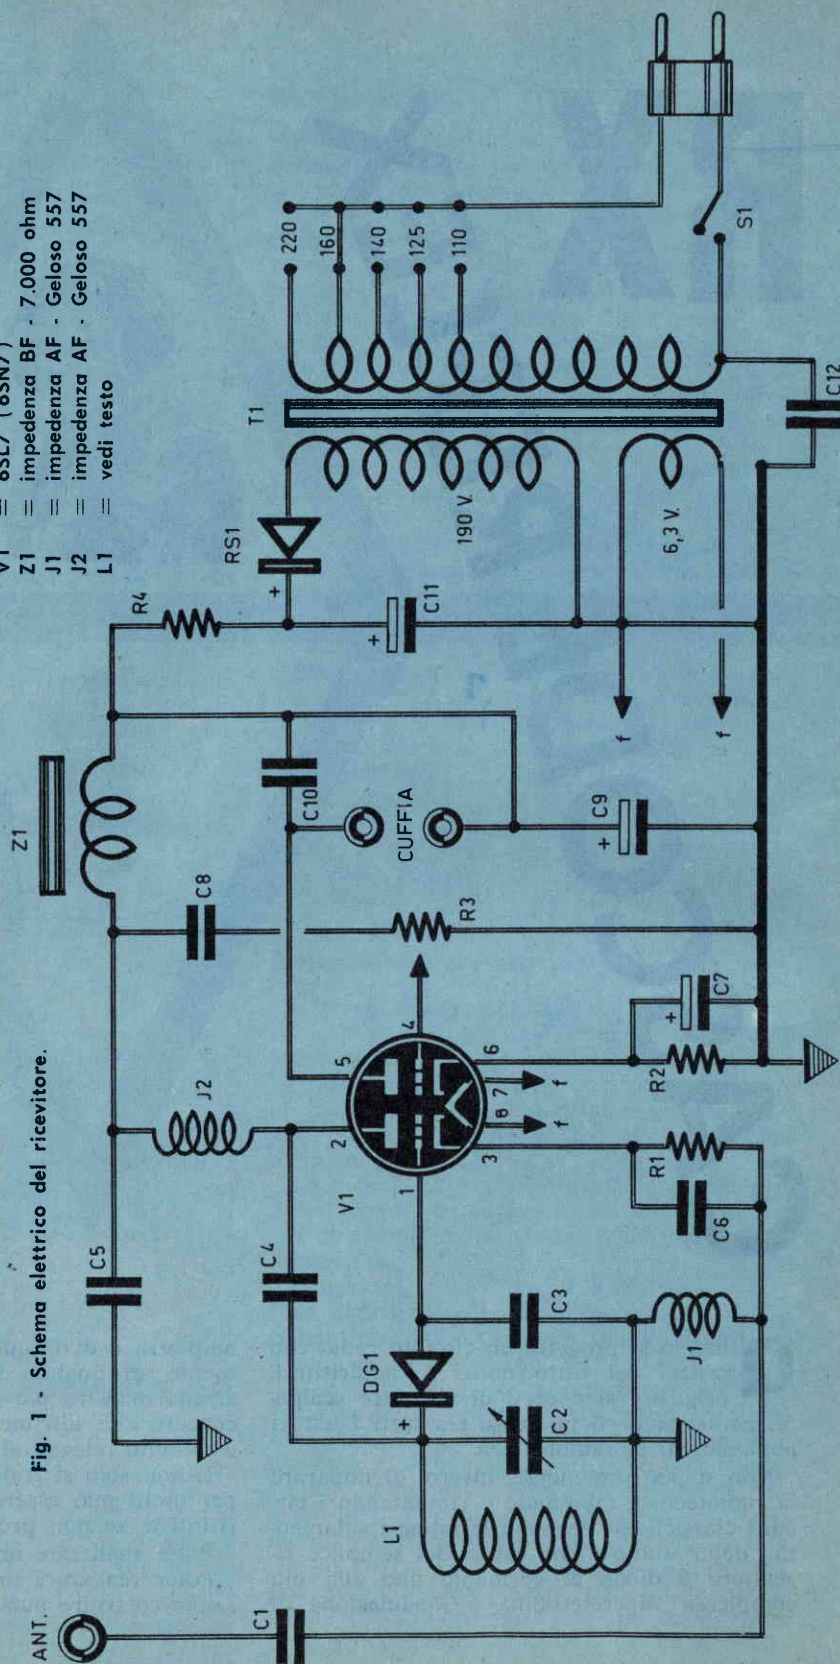 V1 = 6SL7 (6SN7)
Z1 = impedenza BF - 7.000 ohm
J1 = impedenza AF - Geloso 557
J2 = impedenza AF - Geloso 557
L1 = vedi testo
Fig. 1 - Schema elettrico del ricevitore.
ANT.
C1
L1
C2
DG1
+
C3
J1
C4
C5
V1
1
2
3
4
5
6
7
8
f
f
J2
C6
R1
R2
+
C7
R3
C8
Z1
C10
CUFFIA
+
C9
R4
+
C11
RS1
+
T1
190 V.
6,3 V.
f
f
220
160
140
125
110
S1
C12